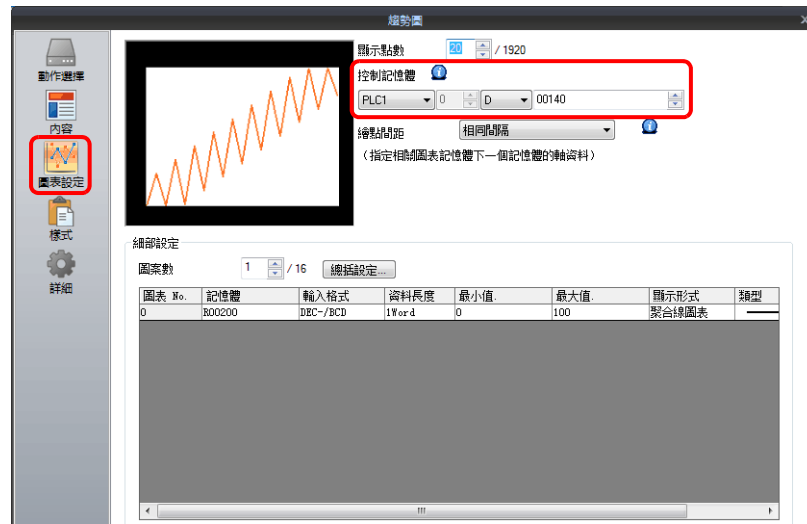 趨勢圖
動作選擇
內容
圖表設定
樣式
詳細
顯示點數 20 / 1920
控制記憶體
PLC1 0 D 00140
繪點間距 相同間隔
(指定相關圖表記憶體下一個記憶體的軸資料)
細部設定
圖案數 1 / 16 總括設定...
圖表 No. 記憶體 輸入格式 資料長度 最小值. 最大值. 顯示形式 類型
0 R00200 DEC-/BCD 1Word 0 100 聚合線圖表